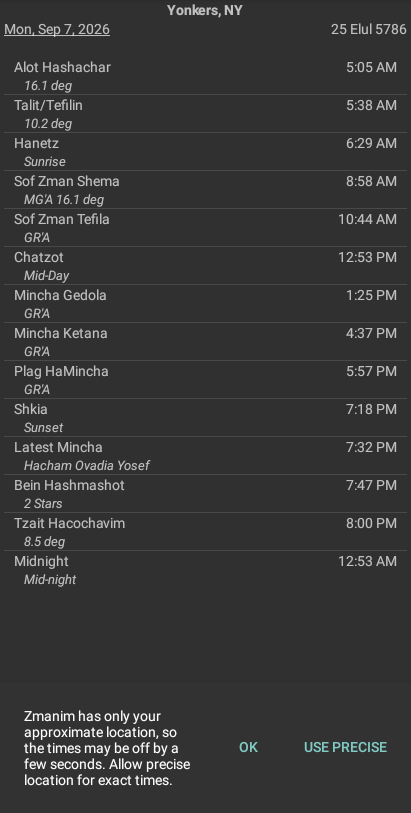 Yonkers, NY
Mon, Sep 7, 2026 25 Elul 5786
Alot Hashachar 5:05 AM
16.1 deg
Talit/Tefilin 5:38 AM
10.2 deg
Hanetz 6:29 AM
Sunrise
Sof Zman Shema 8:58 AM
MG'A 16.1 deg
Sof Zman Tefila 10:44 AM
GR'A
Chatzot 12:53 PM
Mid-Day
Mincha Gedola 1:25 PM
GR'A
Mincha Ketana 4:37 PM
GR'A
Plag HaMincha 5:57 PM
GR'A
Shkia 7:18 PM
Sunset
Latest Mincha 7:32 PM
Hacham Ovadia Yosef
Bein Hashmashot 7:47 PM
2 Stars
Tzait Hacochavim 8:00 PM
8.5 deg
Midnight 12:53 AM
Mid-night
Zmanim has only your
approximate location, so
the times may be off by a
few seconds. Allow precise
location for exact times.
OK USE PRECISE